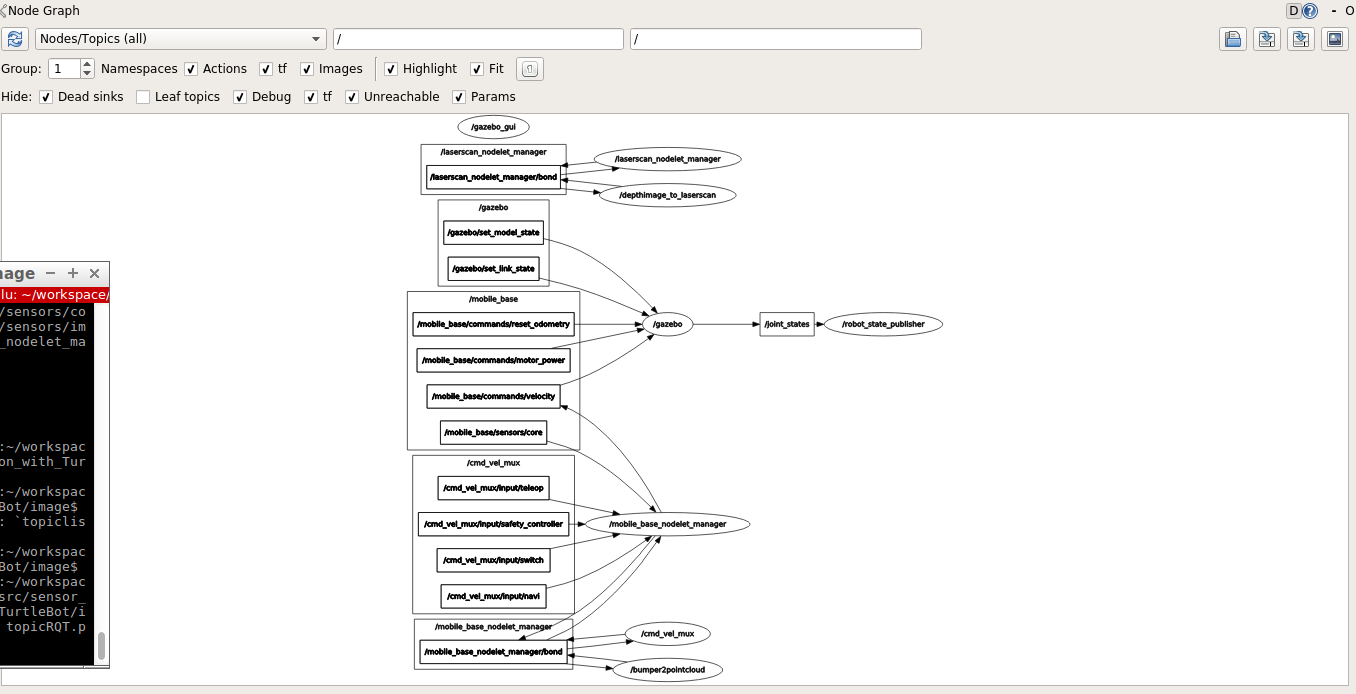 Node Graph
D
?
-
O
Nodes/Topics (all)
/
/
Group: 1 Namespaces Actions tf Images Highlight Fit
Hide: Dead sinks Leaf topics Debug tf Unreachable Params
/gazebo_gui
/laserscan_nodelet_manager
/laserscan_nodelet_manager/bond
/laserscan_nodelet_manager
/depthimage_to_laserscan
/gazebo
/gazebo/set_model_state
/gazebo/set_link_state
/mobile_base
/mobile_base/commands/reset_odometry
/gazebo
/joint_states
/robot_state_publisher
/mobile_base/commands/motor_power
/mobile_base/commands/velocity
/mobile_base/sensors/core
/cmd_vel_mux
/cmd_vel_mux/input/teleop
/cmd_vel_mux/input/safety_controller
/mobile_base_nodelet_manager
/cmd_vel_mux/input/switch
/cmd_vel_mux/input/navi
/mobile_base_nodelet_manager
/mobile_base_nodelet_manager/bond
/cmd_vel_mux
/bumper2pointcloud
mage
lu: ~/workspace/
/sensors/co
/sensors/im
_nodelet_ma
:~/workspac
on_with_Tur
:~/workspac
Bot/image$
: `topiclis
:~/workspac
Bot/image$
:~/workspac
src/sensor_
TurtleBot/i
topicRQT.p